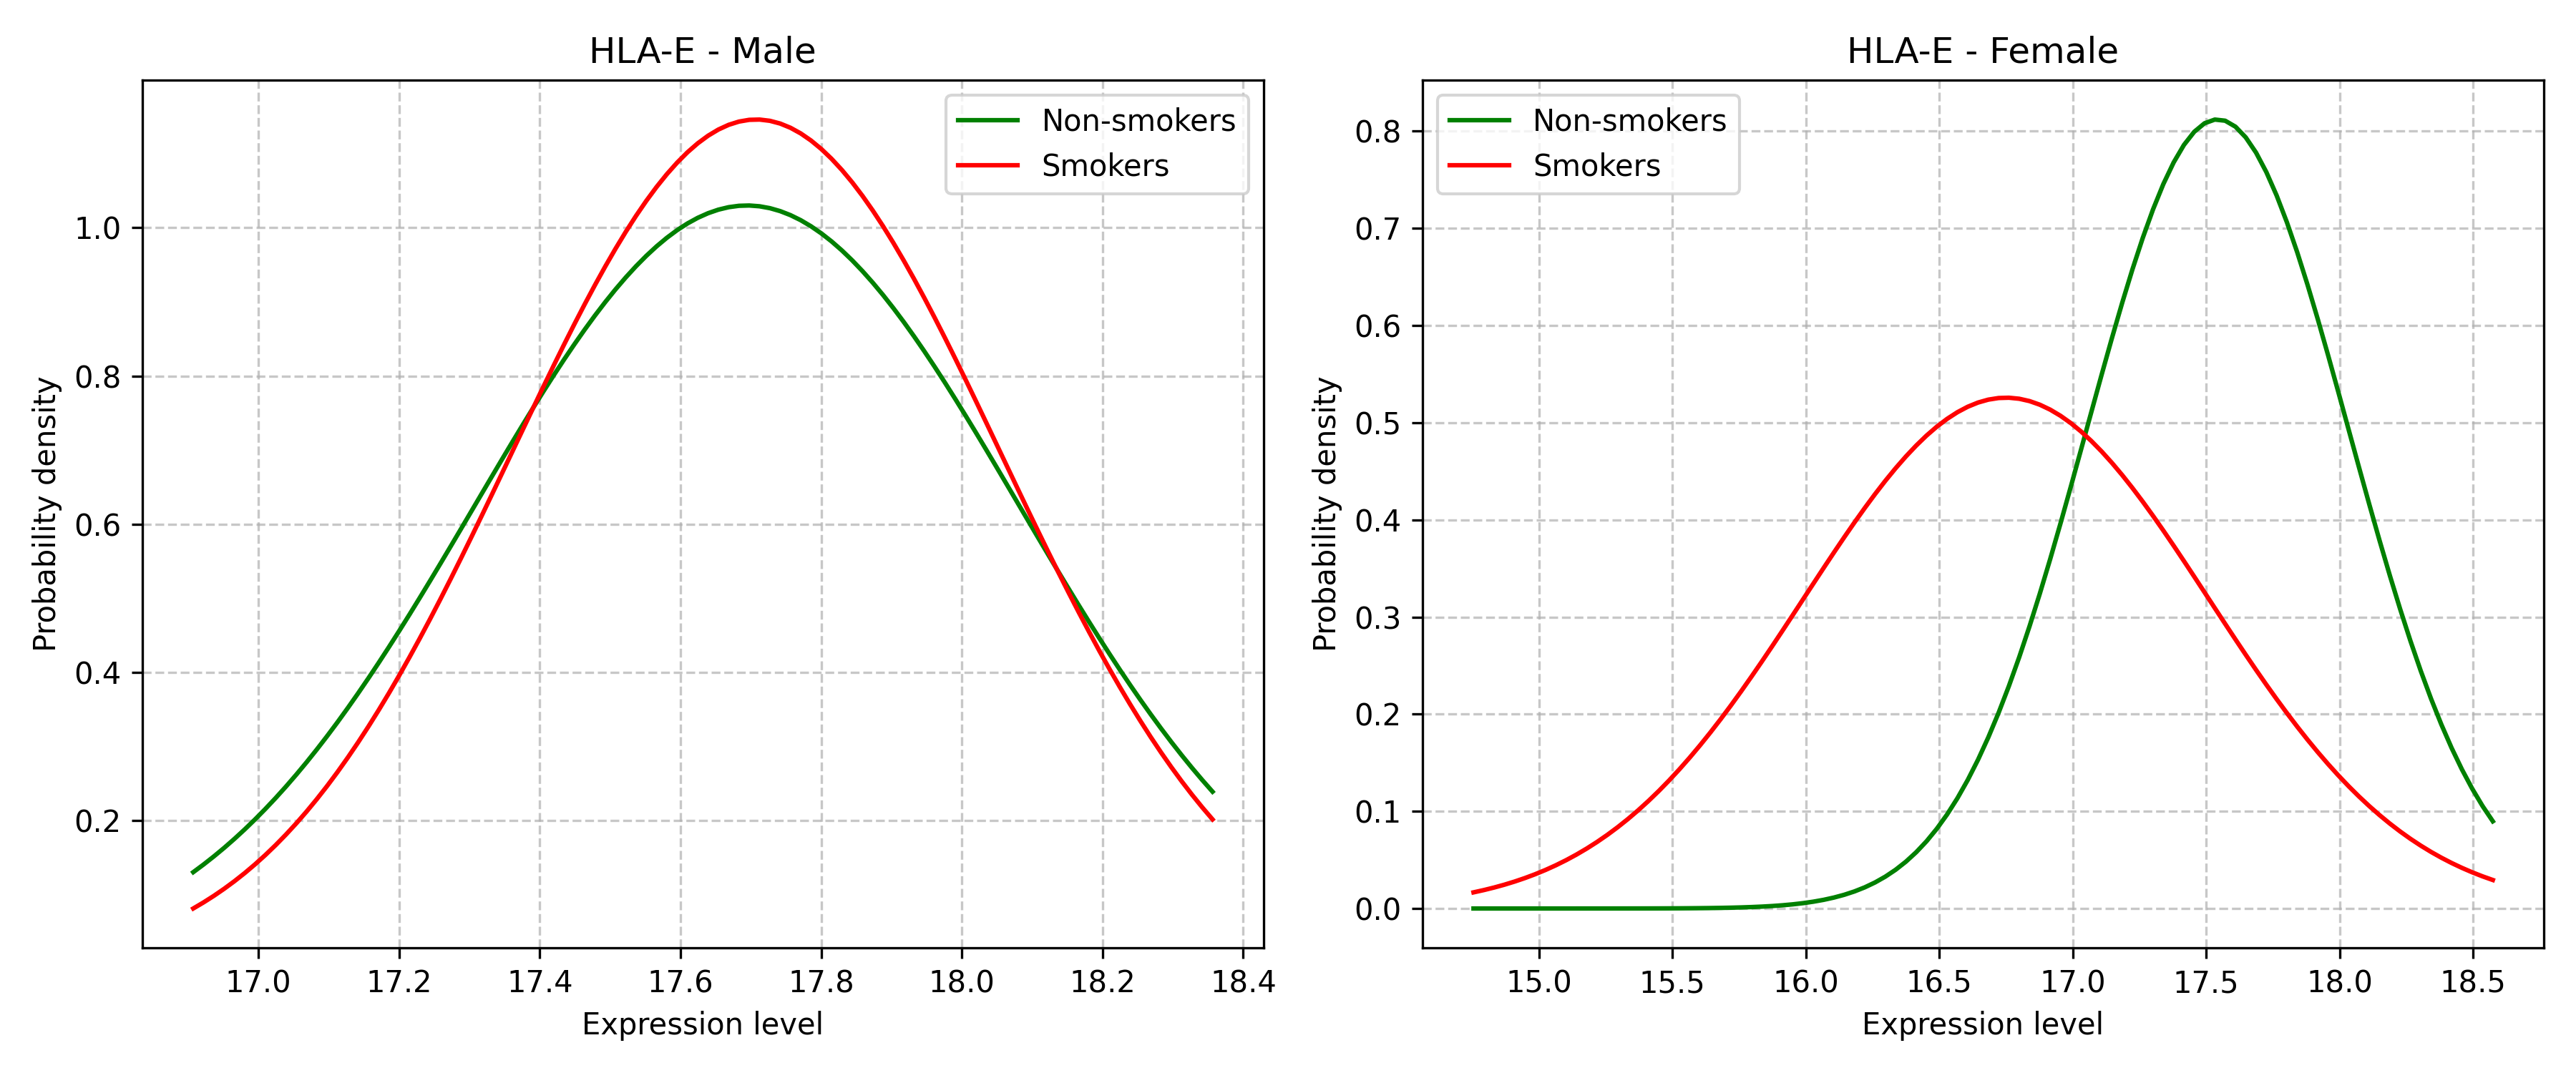 HLA-E - Male
Non-smokers
Smokers
Probability density
1.0
0.8
0.6
0.4
0.2
17.0 17.2 17.4 17.6 17.8 18.0 18.2 18.4
Expression level
HLA-E - Female
Non-smokers
Smokers
Probability density
0.8
0.7
0.6
0.5
0.4
0.3
0.2
0.1
0.0
15.0 15.5 16.0 16.5 17.0 17.5 18.0 18.5
Expression level